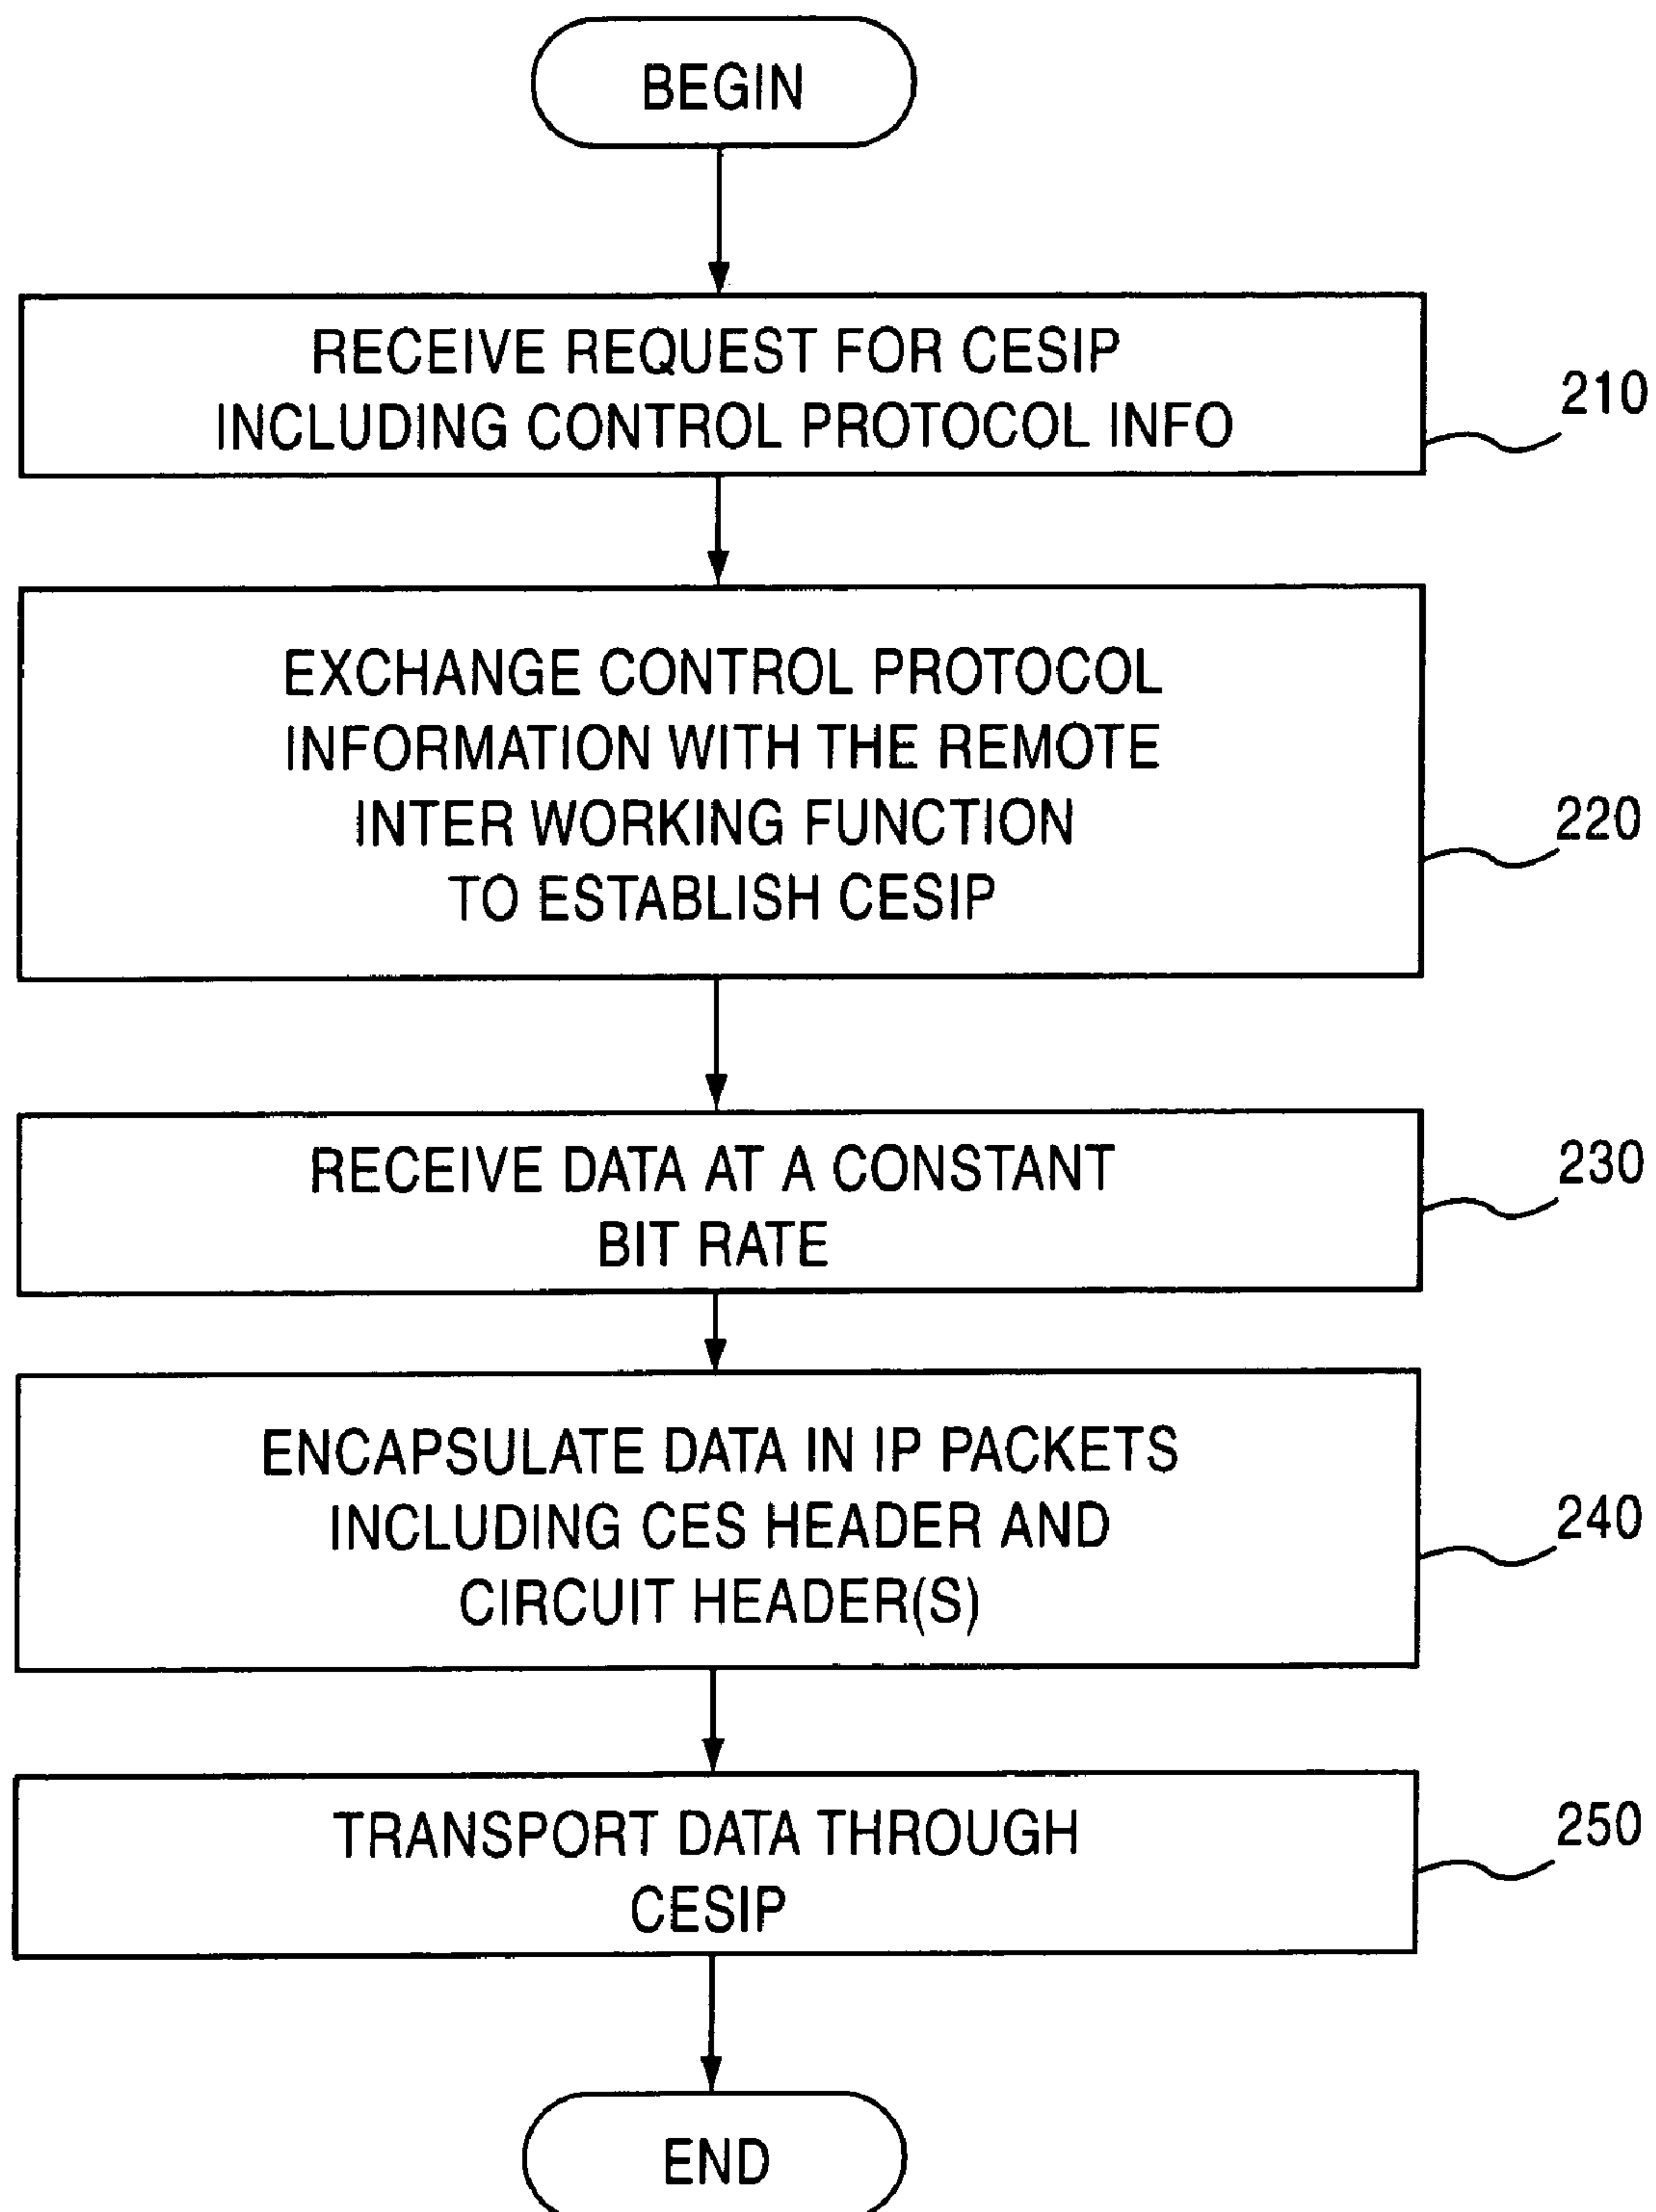 BEGIN
RECEIVE REQUEST FOR CESIP
INCLUDING CONTROL PROTOCOL INFO
210
EXCHANGE CONTROL PROTOCOL
INFORMATION WITH THE REMOTE
INTER WORKING FUNCTION
TO ESTABLISH CESIP
220
RECEIVE DATA AT A CONSTANT
BIT RATE
230
ENCAPSULATE DATA IN IP PACKETS
INCLUDING CES HEADER AND
CIRCUIT HEADER(S)
240
TRANSPORT DATA THROUGH
CESIP
250
END